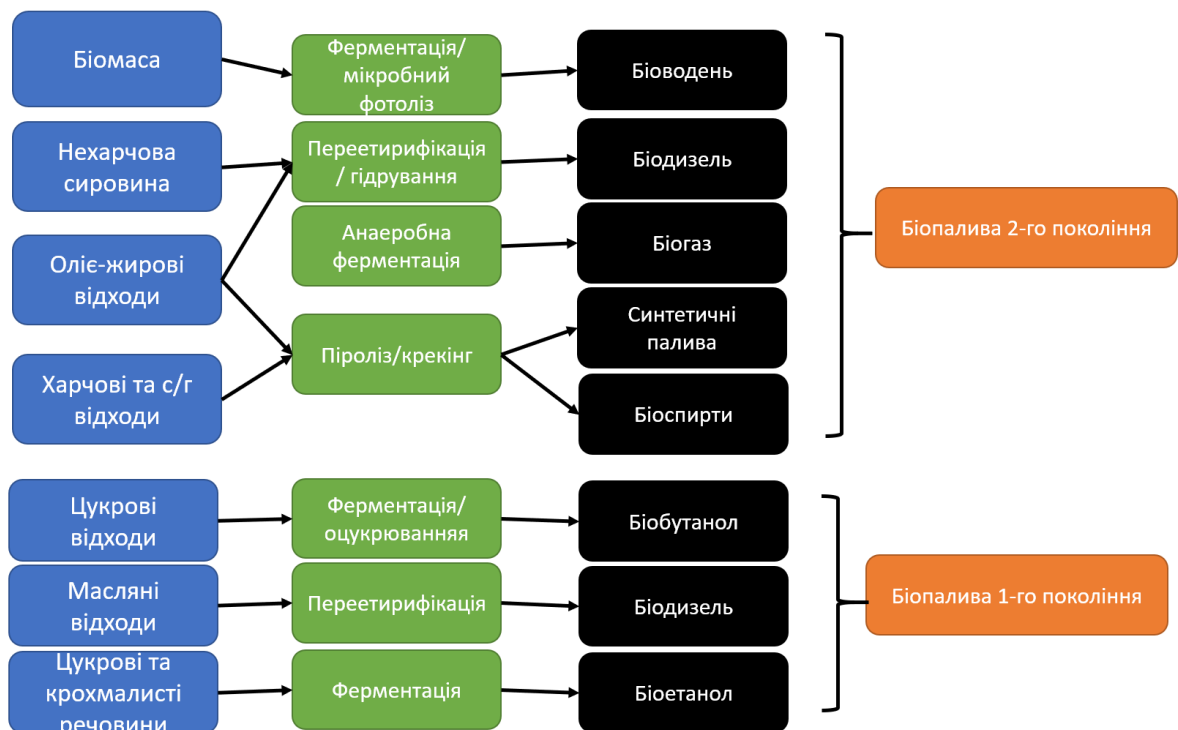 Біомаса
Ферментація/
мікробний
фотоліз
Біоводень
Нехарчова
сировина
Переетирифікація
/ гідрування
Біодизель
Анаеробна
ферментація
Біогаз
Біопалива 2-го покоління
Оліє-жирові
відходи
Синтетичні
палива
Піроліз/крекінг
Харчові та с/г
відходи
Біоспирти
Цукрові
відходи
Ферментація/
оцукрюванняя
Біобутанол
Масляні
відходи
Переетирифікація
Біодизель
Біопалива 1-го покоління
Цукрові та
крохмалисті
речовини
Ферментація
Біоетанол